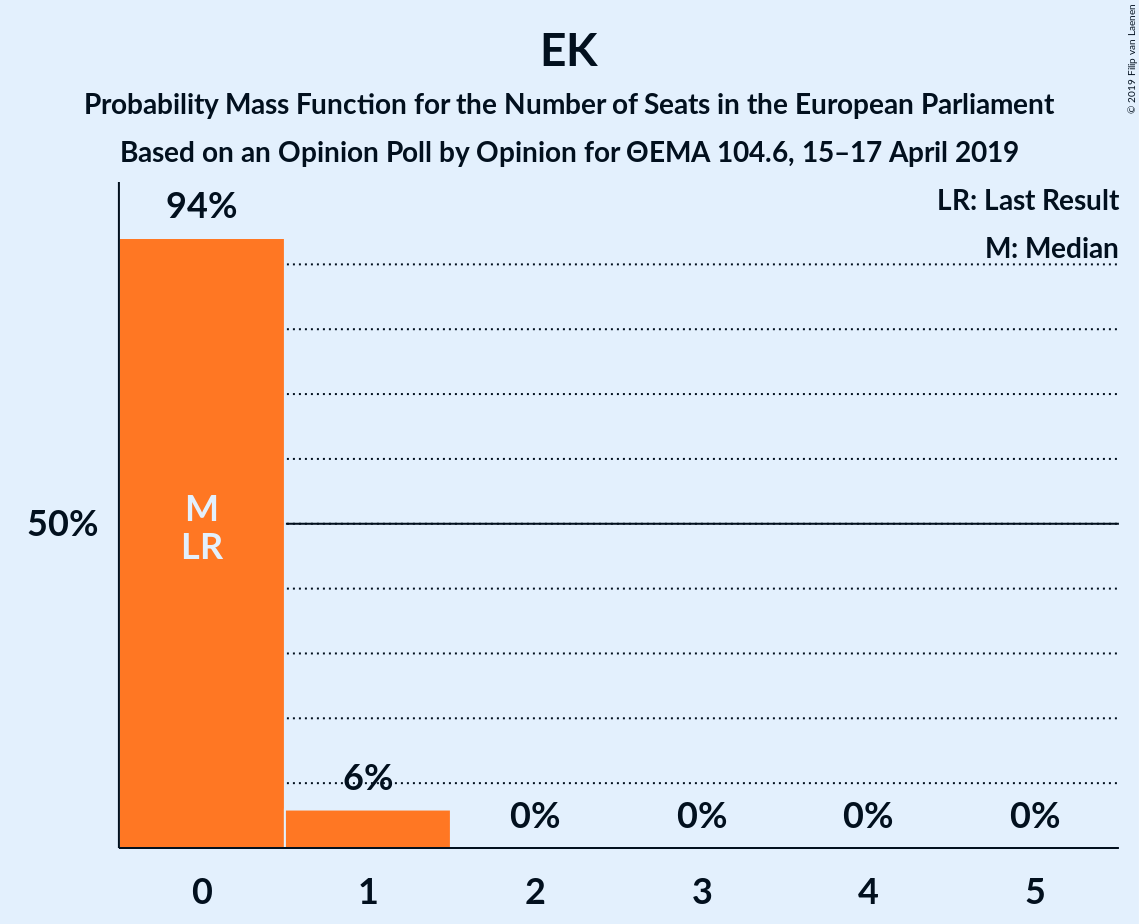 EK
Probability Mass Function for the Number of Seats in the European Parliament
Based on an Opinion Poll by Opinion for ΘEMA 104.6, 15–17 April 2019
© 2019 Filip van Laenen
LR: Last Result
M: Median
94%
50%
M
LR
6%
0%
0%
0%
0%
0
1
2
3
4
5